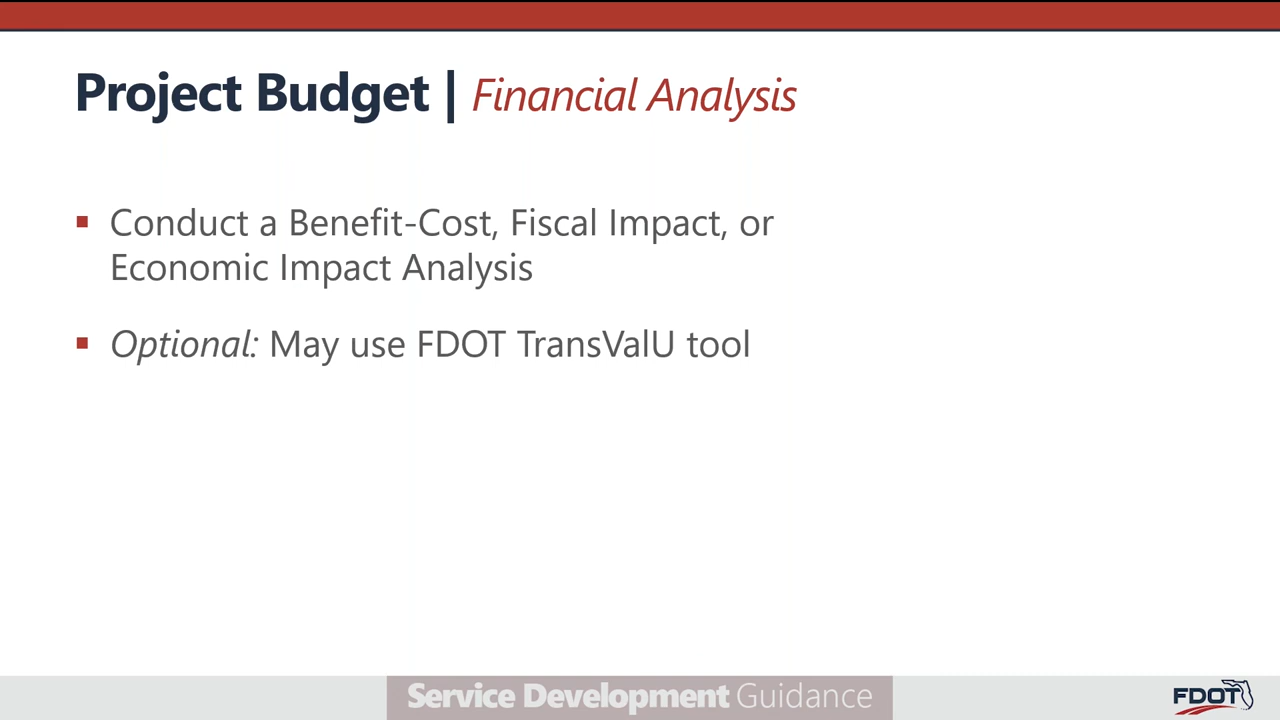 Project Budget | Financial Analysis
▪ Conduct a Benefit-Cost, Fiscal Impact, or
Economic Impact Analysis
▪ Optional: May use FDOT TransValU tool
Service Development Guidance
FDOT